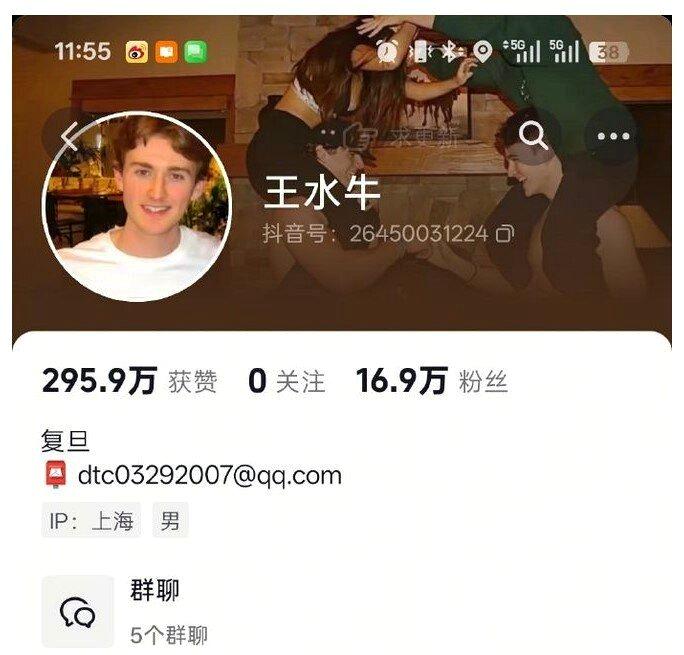 11:55 5G 5G 38
求更新
王水牛
抖音号：26450031224
295.9万 获赞 0 关注 16.9万 粉丝
复旦
dtc03292007@qq.com
IP：上海 男
群聊
5个群聊